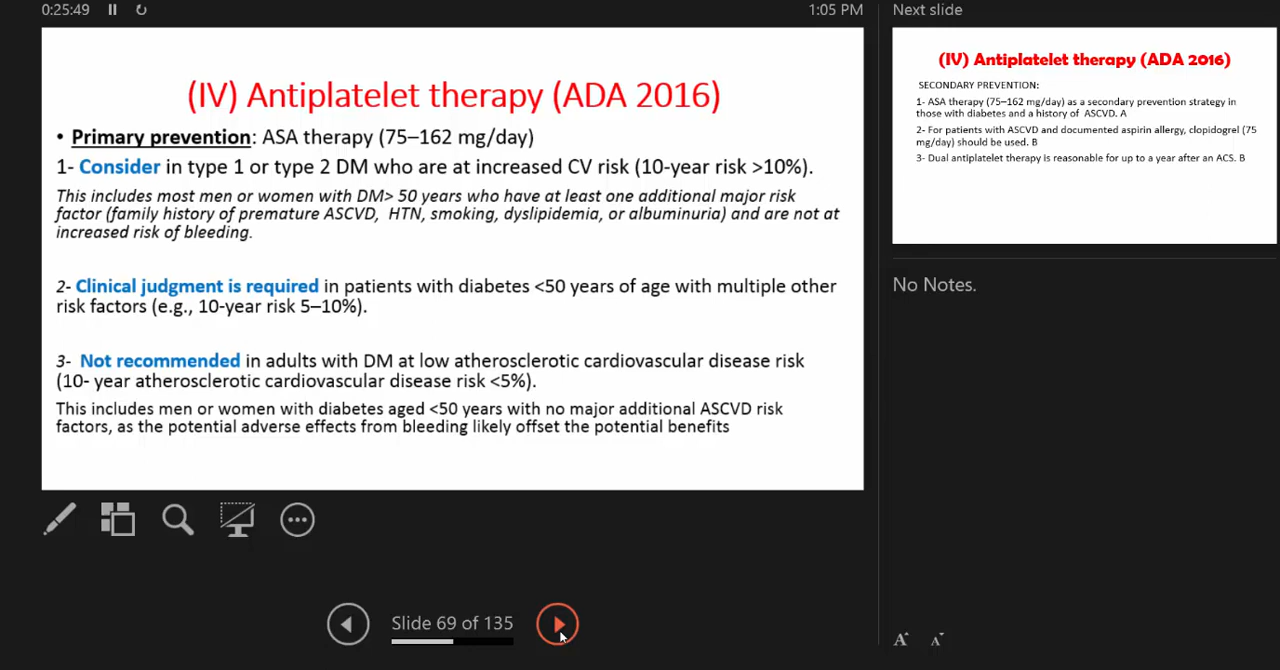 0:25:49
1:05 PM
Next slide
(IV) Antiplatelet therapy (ADA 2016)
• Primary prevention: ASA therapy (75–162 mg/day)
1- Consider in type 1 or type 2 DM who are at increased CV risk (10-year risk >10%).
This includes most men or women with DM> 50 years who have at least one additional major risk
factor (family history of premature ASCVD, HTN, smoking, dyslipidemia, or albuminuria) and are not at
increased risk of bleeding.
2- Clinical judgment is required in patients with diabetes <50 years of age with multiple other
risk factors (e.g., 10-year risk 5–10%).
3- Not recommended in adults with DM at low atherosclerotic cardiovascular disease risk
(10- year atherosclerotic cardiovascular disease risk <5%).
This includes men or women with diabetes aged <50 years with no major additional ASCVD risk
factors, as the potential adverse effects from bleeding likely offset the potential benefits
(IV) Antiplatelet therapy (ADA 2016)
SECONDARY PREVENTION:
1- ASA therapy (75–162 mg/day) as a secondary prevention strategy in
those with diabetes and a history of ASCVD. A
2- For patients with ASCVD and documented aspirin allergy, clopidogrel (75
mg/day) should be used. B
3- Dual antiplatelet therapy is reasonable for up to a year after an ACS. B
No Notes.
Slide 69 of 135
A A